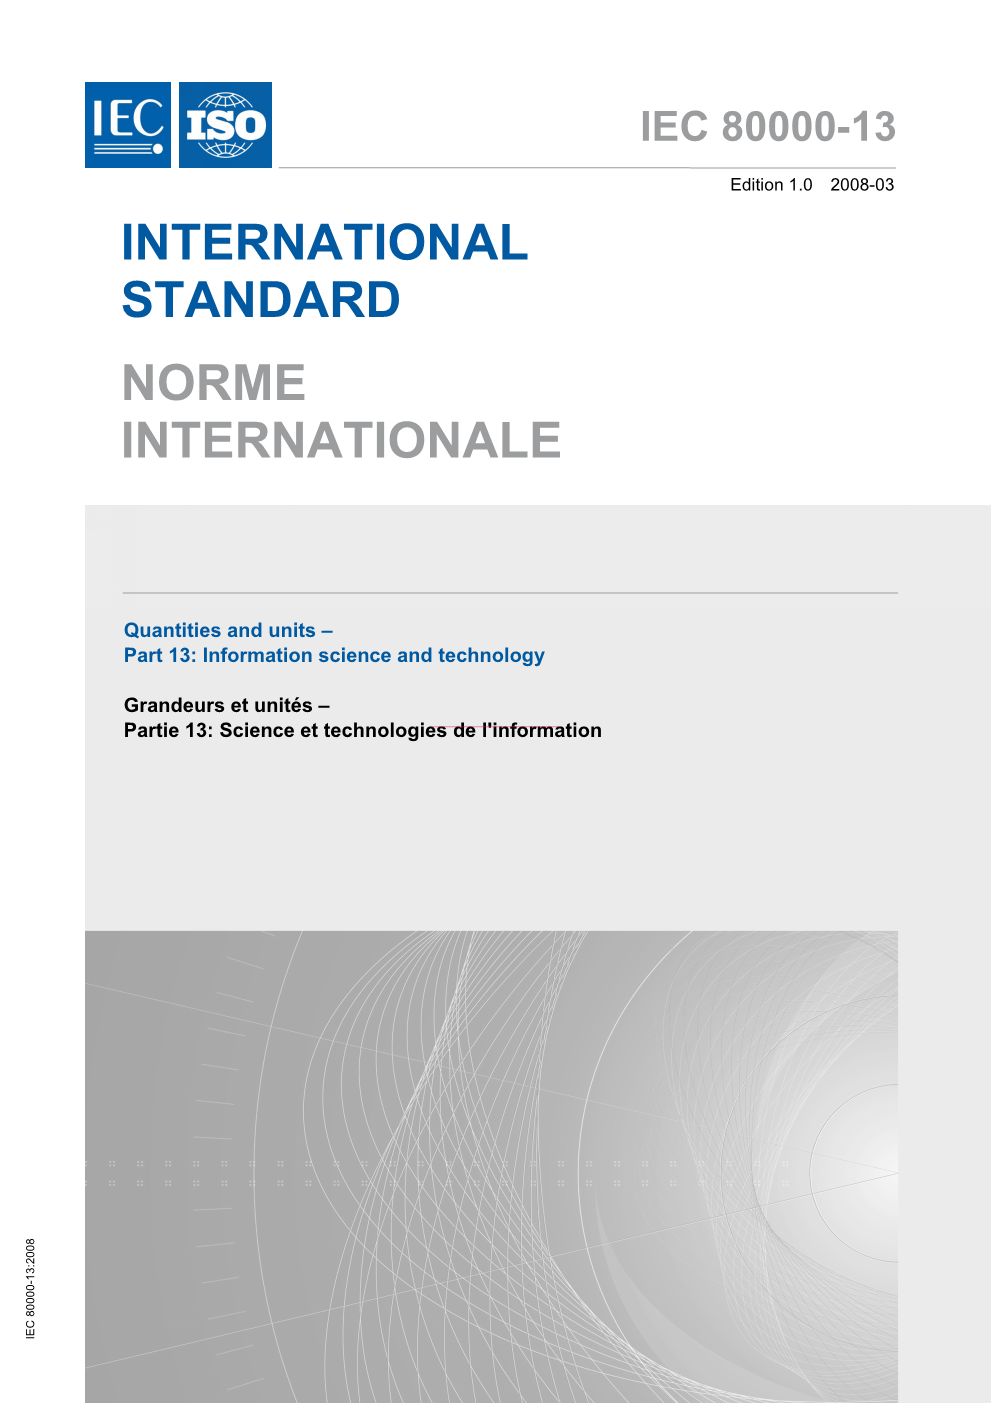 IEC
ISO
IEC 80000-13
Edition 1.0 2008-03
INTERNATIONAL
STANDARD
NORME
INTERNATIONALE
Quantities and units –
Part 13: Information science and technology
Grandeurs et unités –
Partie 13: Science et technologies de l'information
IEC 80000-13:2008